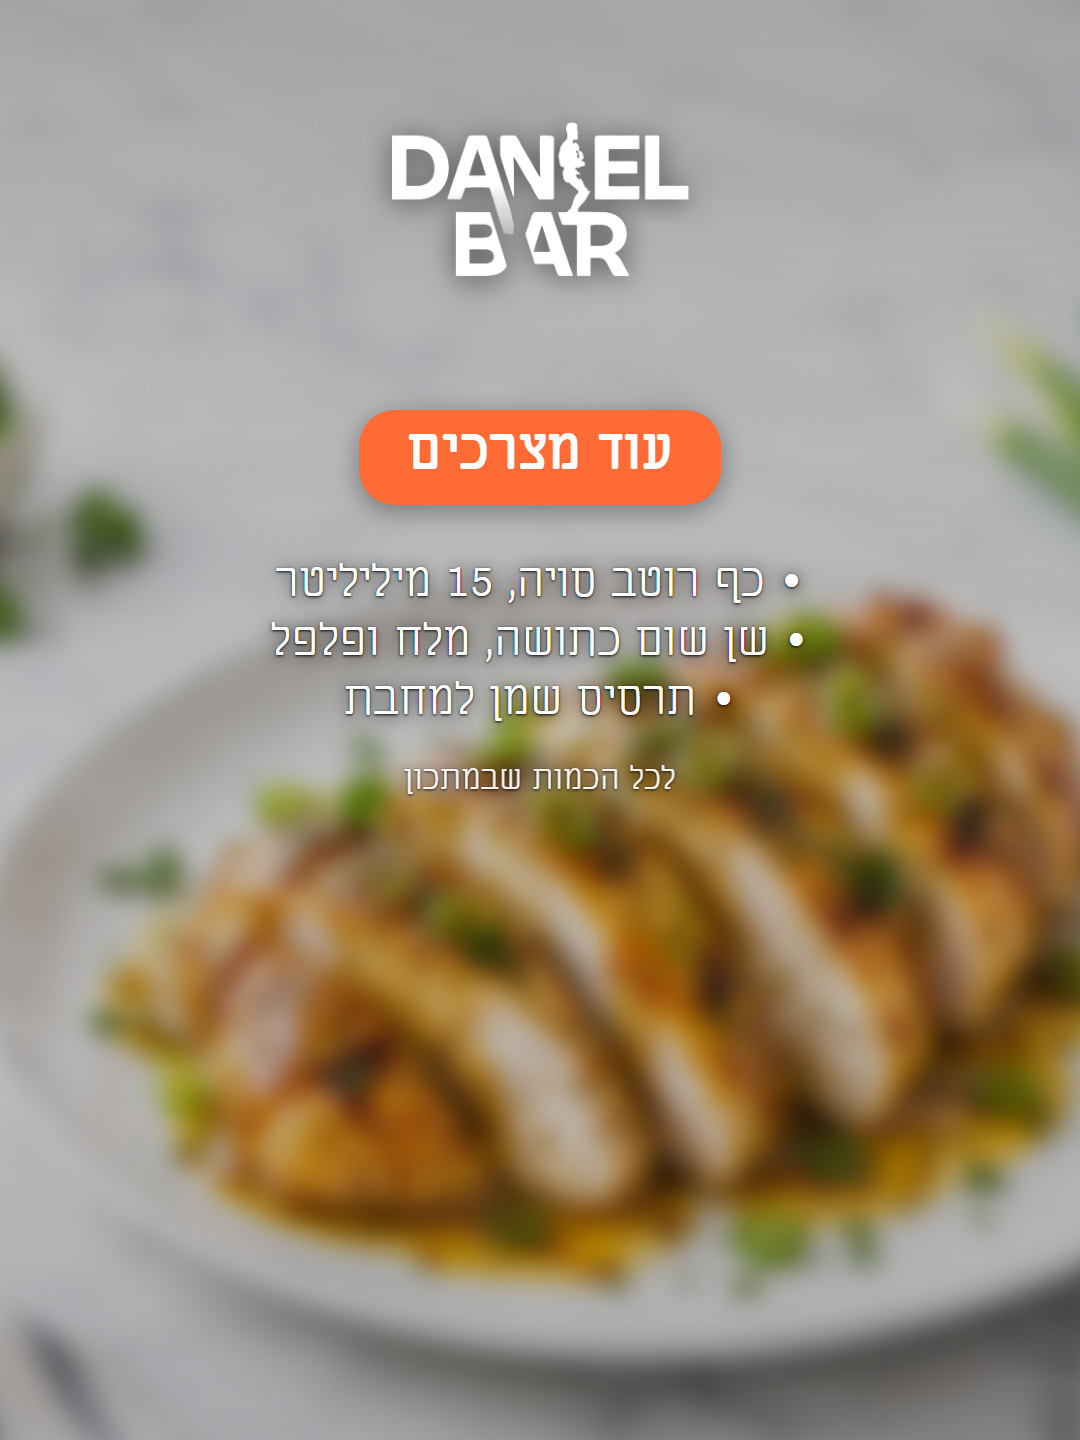 DANIEL
BAR
עוד מצרכים
• כף רוטב סויה, 15 מיליליטר
• שן שום כתושה, מלח ופלפל
• תרסיס שמן למחבת
לכל הכמות שבמתכון